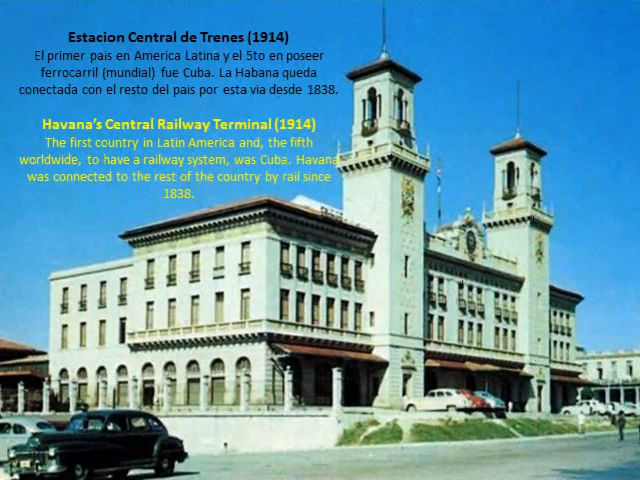 Estacion Central de Trenes (1914)
El primer pais en America Latina y el 5to en poseer
ferrocarril (mundial) fue Cuba. La Habana queda
conectada con el resto del pais por esta via desde 1838.
Havana's Central Railway Terminal (1914)
The first country in Latin America and, the fifth
worldwide, to have a railway system, was Cuba. Havana
was connected to the rest of the country by rail since
1838.